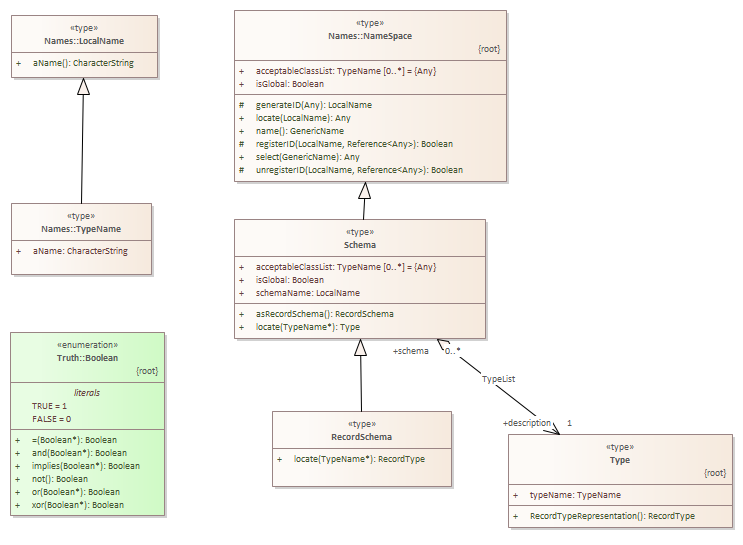 «type»
Names::LocalName
+ aName(): CharacterString
«type»
Names::NameSpace
{root}
+ acceptableClassList: TypeName [0..*] = {Any}
+ isGlobal: Boolean
# generateID(Any): LocalName
+ locate(LocalName): Any
+ name(): GenericName
# registerID(LocalName, Reference<Any>): Boolean
+ select(GenericName): Any
# unregisterID(LocalName, Reference<Any>): Boolean
«type»
Names::TypeName
+ aName: CharacterString
«type»
Schema
+ acceptableClassList: TypeName [0..*] = {Any}
+ isGlobal: Boolean
+ schemaName: LocalName
+ asRecordSchema(): RecordSchema
+ locate(TypeName*): Type
«enumeration»
Truth::Boolean
{root}
literals
TRUE = 1
FALSE = 0
+ =(Boolean*): Boolean
+ and(Boolean*): Boolean
+ implies(Boolean*): Boolean
+ not(): Boolean
+ or(Boolean*): Boolean
+ xor(Boolean*): Boolean
+schema 0..*
TypeList
+description 1
«type»
RecordSchema
+ locate(TypeName*): RecordType
«type»
Type
{root}
+ typeName: TypeName
+ RecordTypeRepresentation(): RecordType